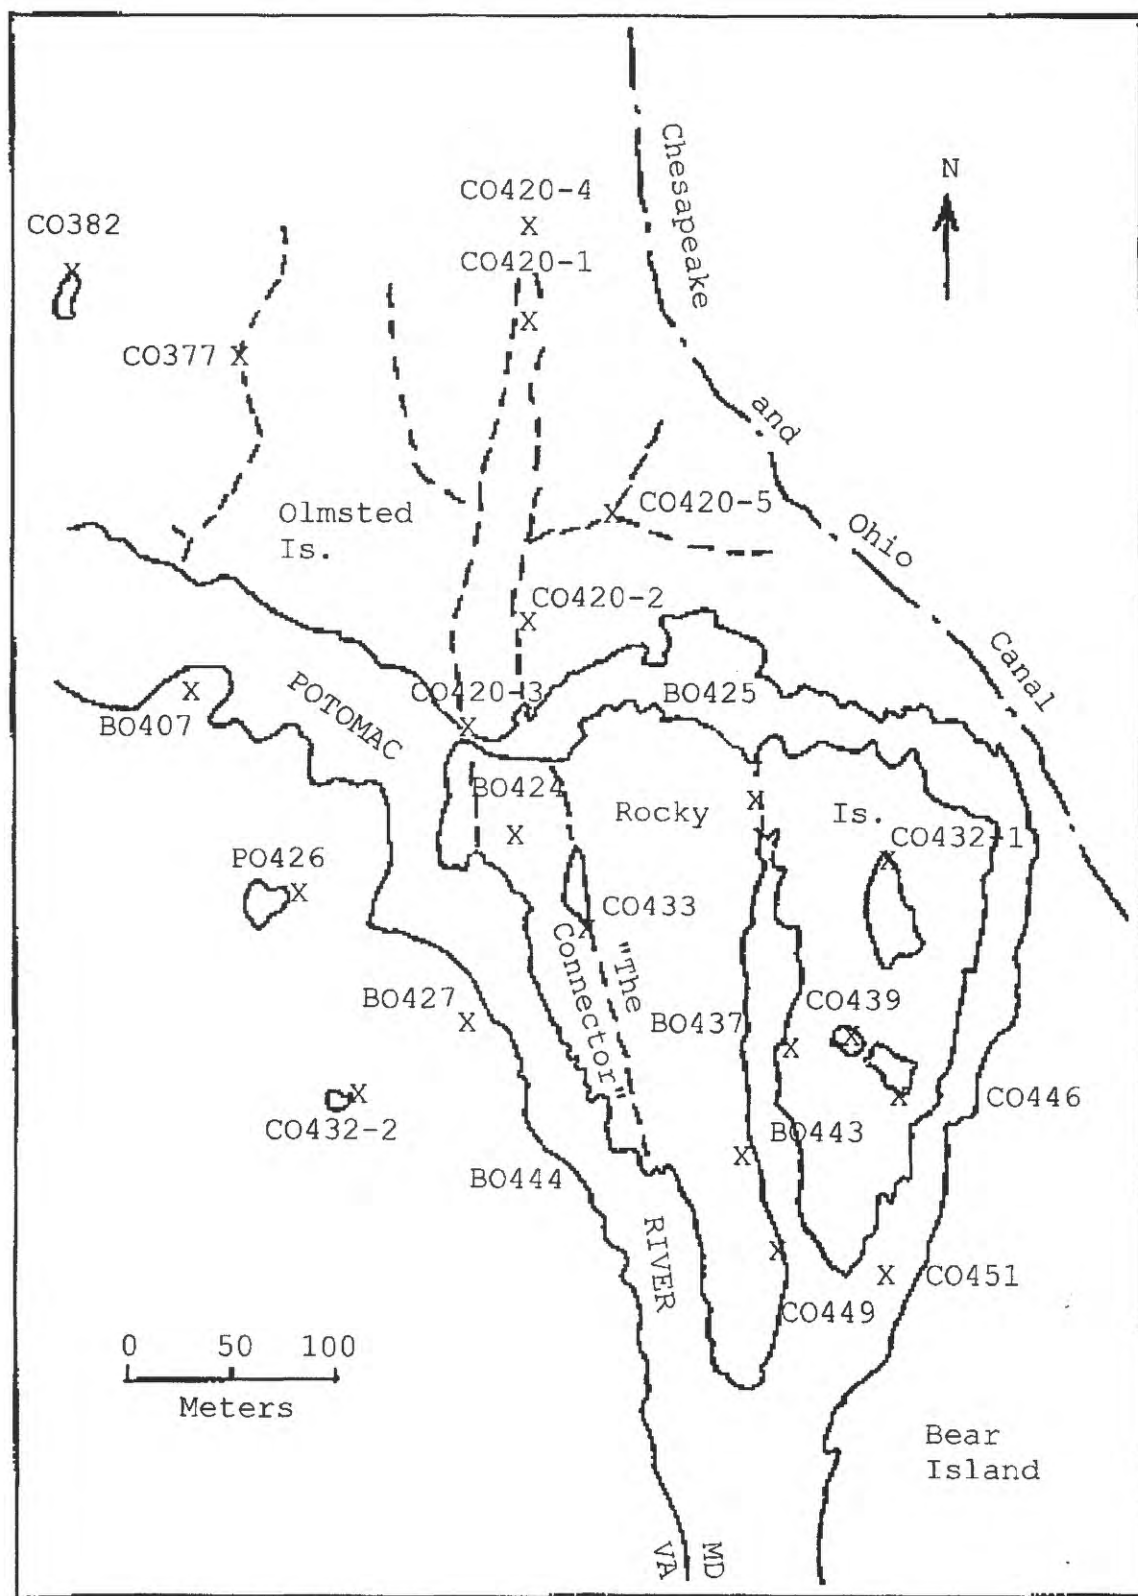 CO420-4
X
Chesapeake
N
CO382
X
CO420-1
X
CO377 X
and
CO420-5
X
Olmsted
Is.
Ohio
CO420-2
X
Canal
POTOMAC
CO420-3
X
BO425
X
BO407
BO424
X
Rocky
X
Is.
CO432-1
X
PO426
X
CO433
X
"The
Connector"
BO427
X
BO437
CO439
X
X
X
CO446
X
CO432-2
BO443
X
BO444
RIVER
X
CO449
X
CO451
0 50 100
Meters
Bear
Island
VA
MD